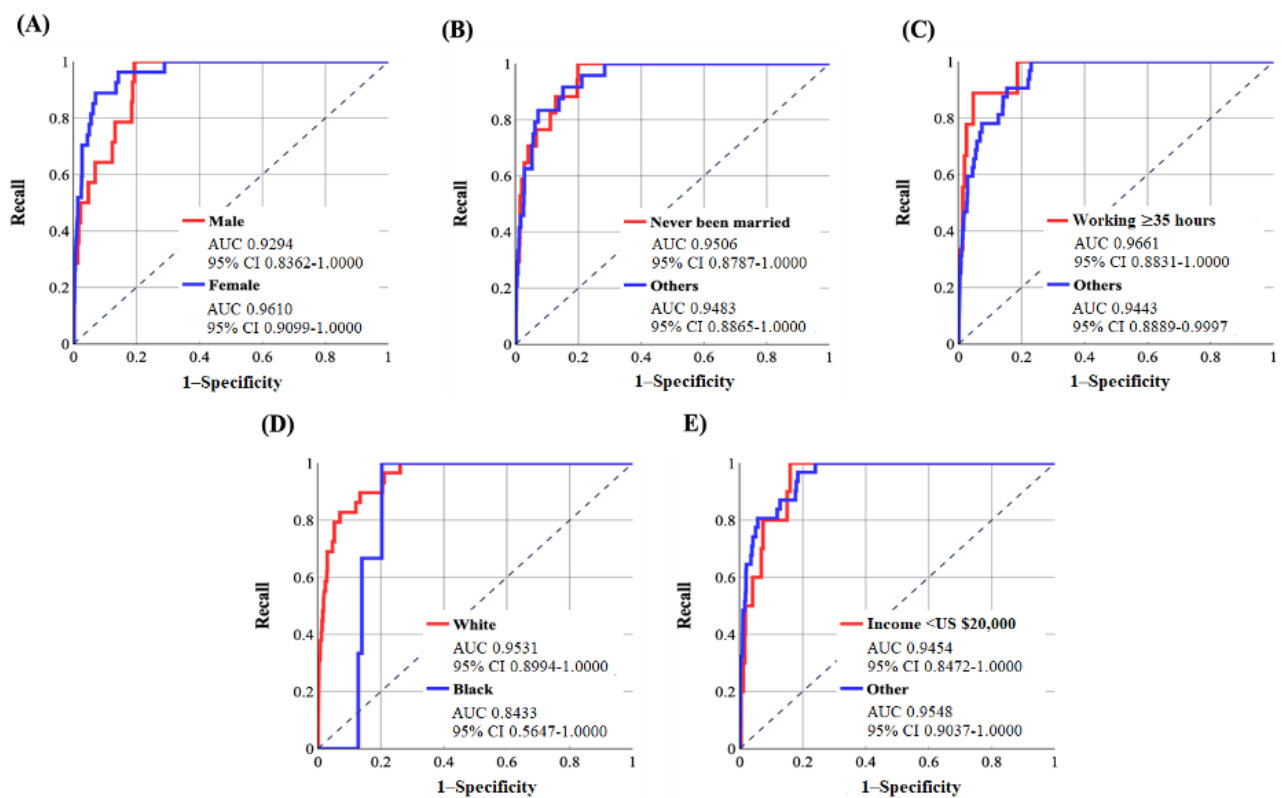 (A)
1
0.8
0.6
0.4
0.2
0
Recall
Male
AUC 0.9294
95% CI 0.8362-1.0000
Female
AUC 0.9610
95% CI 0.9099-1.0000
0 0.2 0.4 0.6 0.8 1
1–Specificity
(B)
1
0.8
0.6
0.4
0.2
0
Recall
Never been married
AUC 0.9506
95% CI 0.8787-1.0000
Others
AUC 0.9483
95% CI 0.8865-1.0000
0 0.2 0.4 0.6 0.8 1
1–Specificity
(C)
1
0.8
0.6
0.4
0.2
0
Recall
Working ≥35 hours
AUC 0.9661
95% CI 0.8831-1.0000
Others
AUC 0.9443
95% CI 0.8889-0.9997
0 0.2 0.4 0.6 0.8 1
1–Specificity
(D)
1
0.8
0.6
0.4
0.2
0
Recall
White
AUC 0.9531
95% CI 0.8994-1.0000
Black
AUC 0.8433
95% CI 0.5647-1.0000
0 0.2 0.4 0.6 0.8 1
1–Specificity
E)
1
0.8
0.6
0.4
0.2
0
Recall
Income <US $20,000
AUC 0.9454
95% CI 0.8472-1.0000
Other
AUC 0.9548
95% CI 0.9037-1.0000
0 0.2 0.4 0.6 0.8 1
1–Specificity